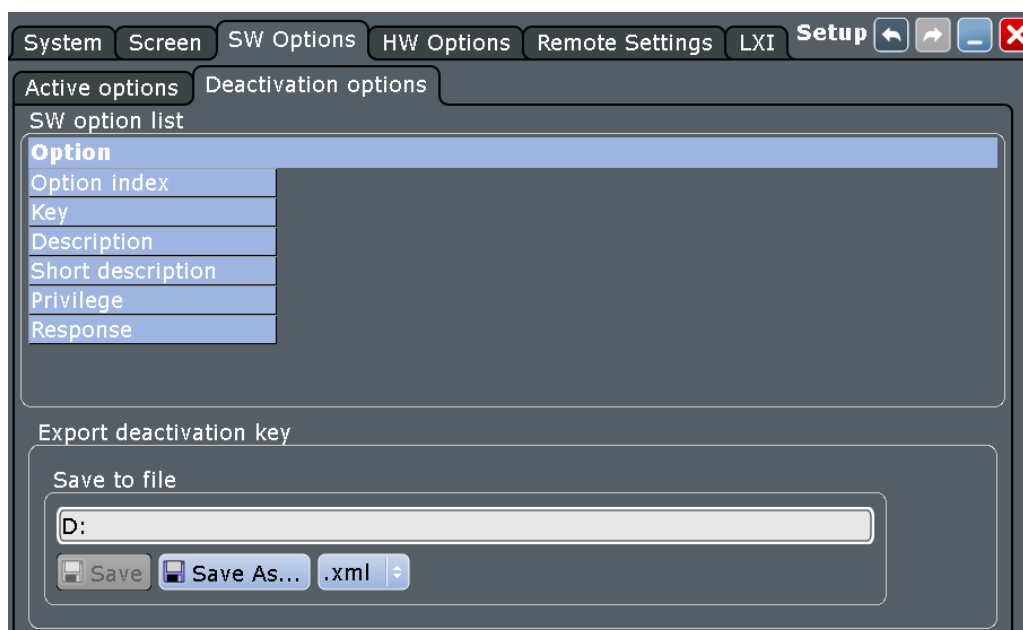 System Screen SW Options HW Options Remote Settings LXI Setup
Active options Deactivation options
SW option list
Option
Option index
Key
Description
Short description
Privilege
Response
Export deactivation key
Save to file
D:
Save Save As... .xml